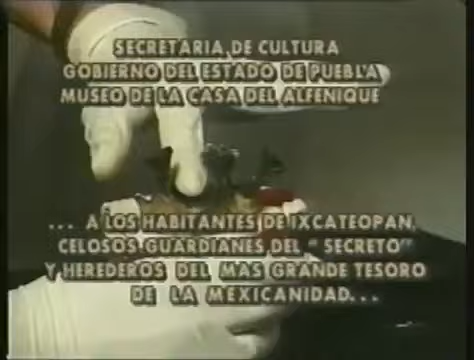 SECRETARIA DE CULTURA
GOBIERNO DEL ESTADO DE PUEBLA
MUSEO DE LA CASA DEL ALFEÑIQUE
... A LOS HABITANTES DE IXCATEOPAN,
CELOSOS GUARDIANES DEL "SECRETO"
Y HEREDEROS DEL MAS GRANDE TESORO
DE LA MEXICANIDAD...